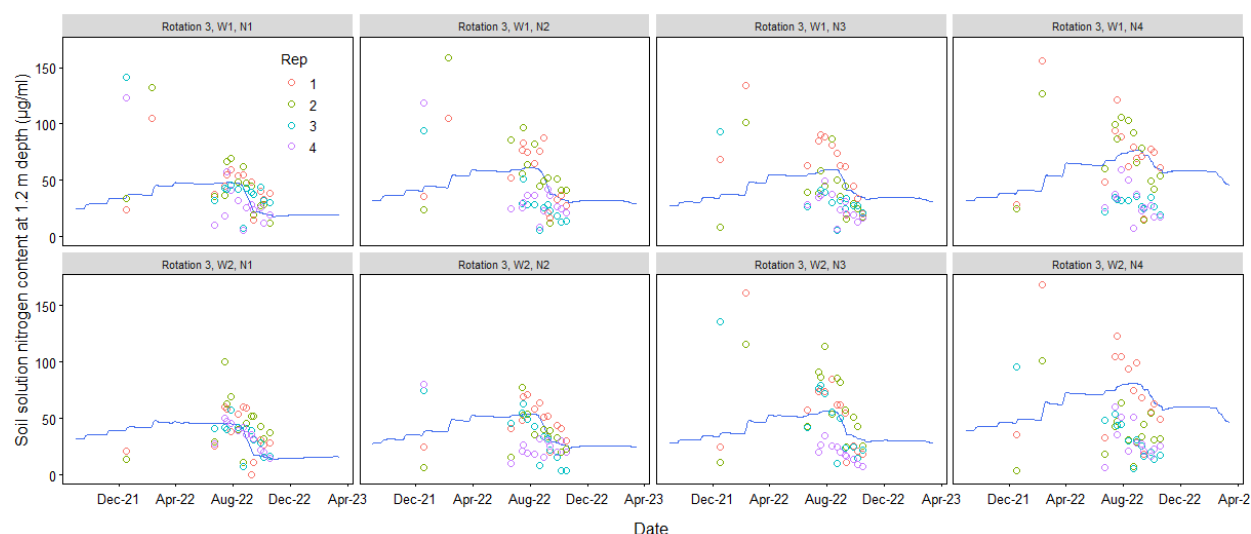 Rotation 3, W1, N1
Rotation 3, W1, N2
Rotation 3, W1, N3
Rotation 3, W1, N4
Rep
1
2
3
4
150
100
50
0
Rotation 3, W2, N1
Rotation 3, W2, N2
Rotation 3, W2, N3
Rotation 3, W2, N4
150
100
50
0
Soil solution nitrogen content at 1.2 m depth (µg/ml)
Dec-21 Apr-22 Aug-22 Dec-22 Apr-23
Dec-21 Apr-22 Aug-22 Dec-22 Apr-23
Dec-21 Apr-22 Aug-22 Dec-22 Apr-23
Dec-21 Apr-22 Aug-22 Dec-22 Apr-2
Date